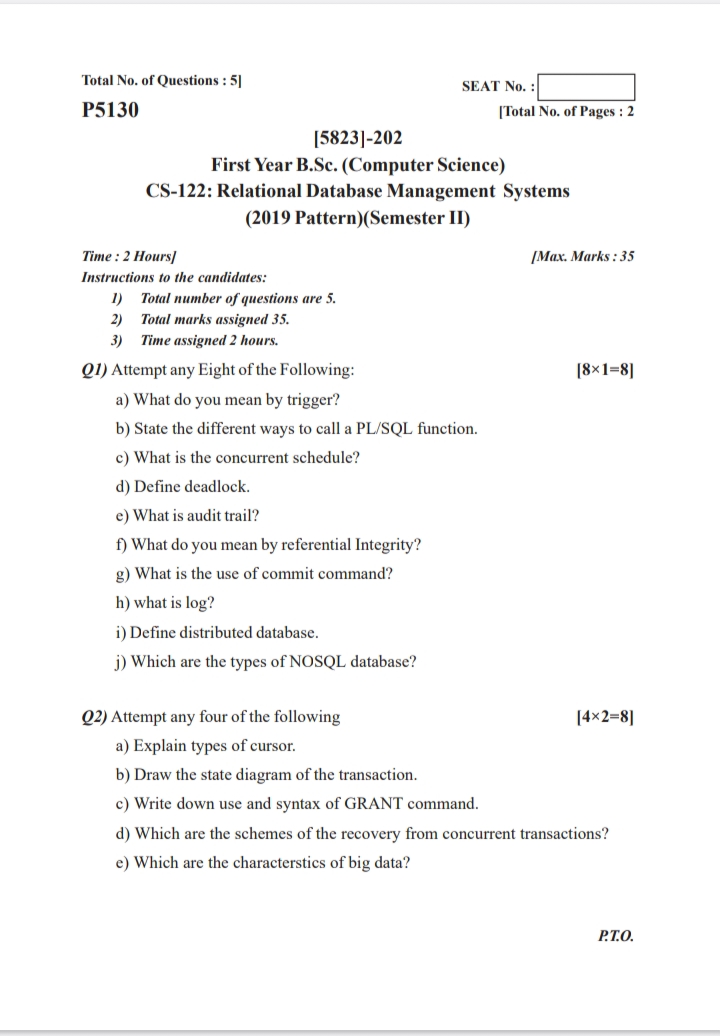 Total No. of Questions : 5]
SEAT No. :
P5130
[Total No. of Pages : 2
[5823]-202
First Year B.Sc. (Computer Science)
CS-122: Relational Database Management Systems
(2019 Pattern)(Semester II)
Time : 2 Hours]
[Max. Marks : 35
Instructions to the candidates:
1) Total number of questions are 5.
2) Total marks assigned 35.
3) Time assigned 2 hours.
Q1) Attempt any Eight of the Following: [8×1=8]
a) What do you mean by trigger?
b) State the different ways to call a PL/SQL function.
c) What is the concurrent schedule?
d) Define deadlock.
e) What is audit trail?
f) What do you mean by referential Integrity?
g) What is the use of commit command?
h) what is log?
i) Define distributed database.
j) Which are the types of NOSQL database?
Q2) Attempt any four of the following [4×2=8]
a) Explain types of cursor.
b) Draw the state diagram of the transaction.
c) Write down use and syntax of GRANT command.
d) Which are the schemes of the recovery from concurrent transactions?
e) Which are the characterstics of big data?
P.T.O.